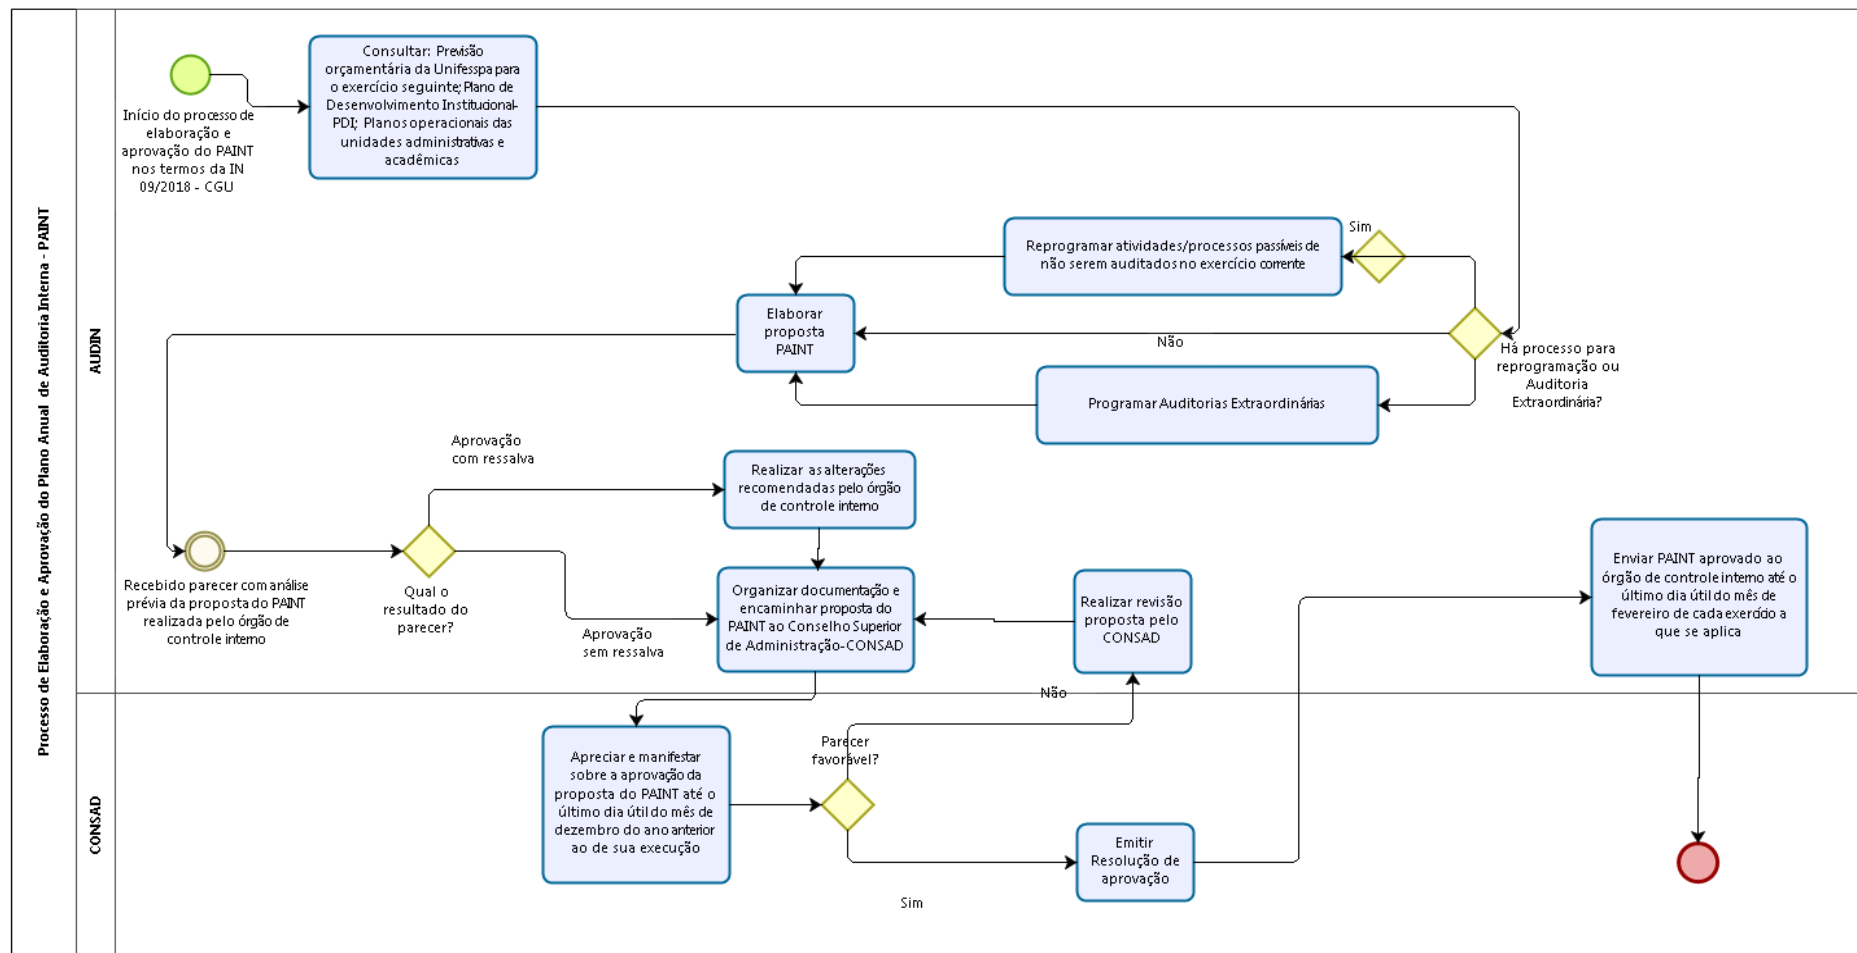 Processo de Elaboração e Aprovação do Plano Anual de Auditoria Interna - PAINT
AUDIN
Início do processo de
elaboração e
aprovação do PAINT
nos termos da IN
09/2018 - CGU
Consultar: Previsão
orçamentária da Unifesspa para
o exercício seguinte; Plano de
Desenvolvimento Institucional-
PDI; Planos operacionais das
unidades administrativas e
acadêmicas
Sim
Reprogramar atividades/processos passíveis de
não serem auditados no exercício corrente
Elaborar
proposta
PAINT
Não
Há processo para
reprogramação ou
Auditoria
Extraordinária?
Programar Auditorias Extraordinárias
Aprovação
com ressalva
Realizar as alterações
recomendadas pelo órgão
de controle interno
Recebido parecer com análise
prévia da proposta do PAINT
realizada pelo órgão de
controle interno
Qual o
resultado do
parecer?
Aprovação
sem ressalva
Organizar documentação e
encaminhar proposta do
PAINT ao Conselho Superior
de Administração-CONSAD
Realizar revisão
proposta pelo
CONSAD
Enviar PAINT aprovado ao
órgão de controle interno até o
último dia útil do mês de
fevereiro de cada exercício a
que se aplica
Não
CONSAD
Apreciar e manifestar
sobre a aprovação da
proposta do PAINT até o
último dia útil do mês de
dezembro do ano anterior
ao de sua execução
Parecer
favorável?
Emitir
Resolução de
aprovação
Sim